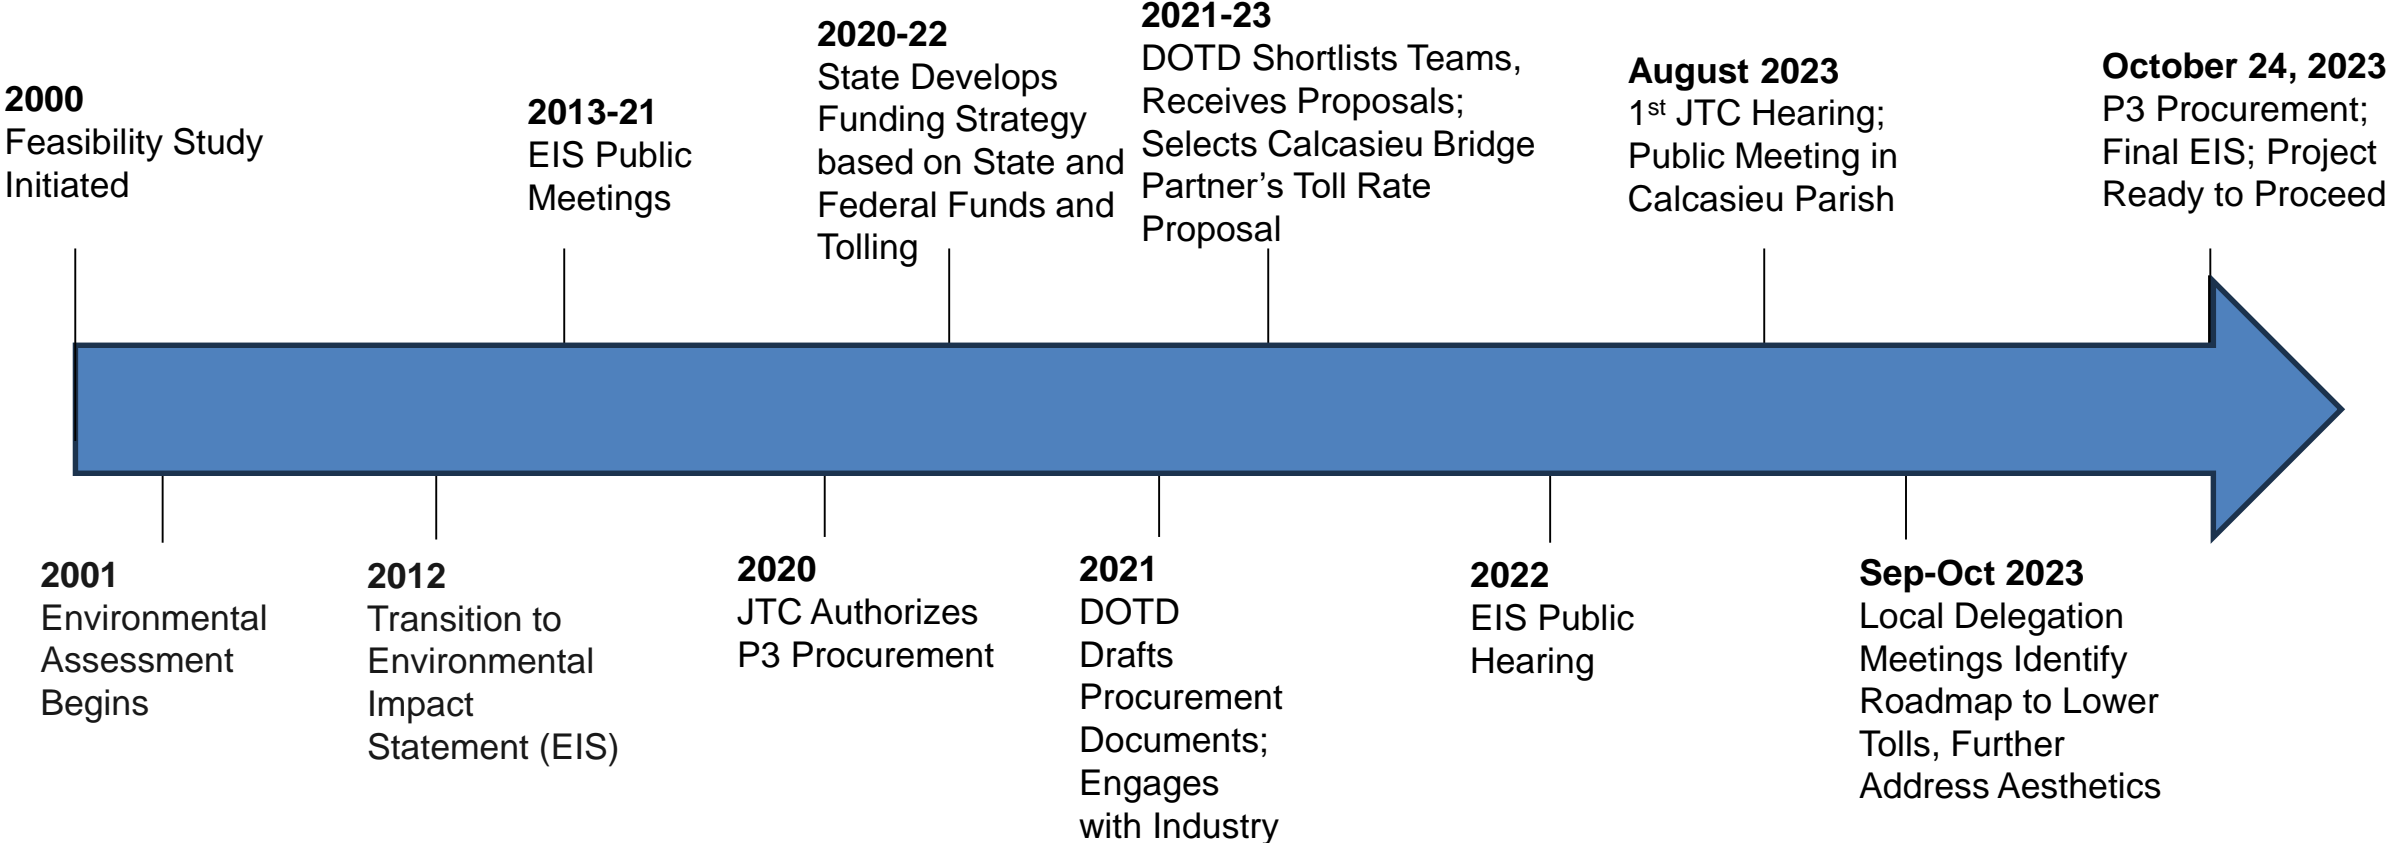 2000
Feasibility Study
Initiated
2013-21
EIS Public
Meetings
2020-22
State Develops
Funding Strategy
based on State and
Federal Funds and
Tolling
2021-23
DOTD Shortlists Teams,
Receives Proposals;
Selects Calcasieu Bridge
Partner’s Toll Rate
Proposal
August 2023
1st JTC Hearing;
Public Meeting in
Calcasieu Parish
October 24, 2023
P3 Procurement;
Final EIS; Project
Ready to Proceed
2001
Environmental
Assessment
Begins
2012
Transition to
Environmental
Impact
Statement (EIS)
2020
JTC Authorizes
P3 Procurement
2021
DOTD
Drafts
Procurement
Documents;
Engages
with Industry
2022
EIS Public
Hearing
Sep-Oct 2023
Local Delegation
Meetings Identify
Roadmap to Lower
Tolls, Further
Address Aesthetics